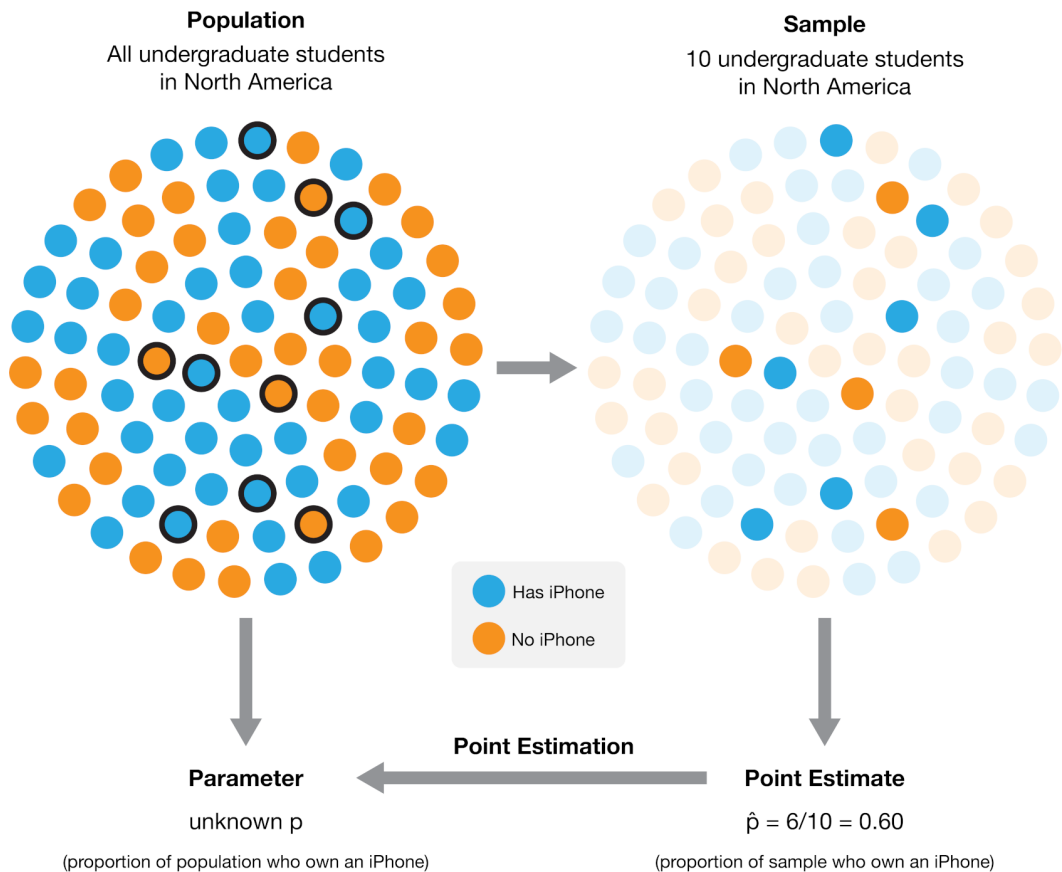 Population
All undergraduate students
in North America
Sample
10 undergraduate students
in North America
Has iPhone
No iPhone
Point Estimation
Parameter
unknown p
(proportion of population who own an iPhone)
Point Estimate
p̂ = 6/10 = 0.60
(proportion of sample who own an iPhone)